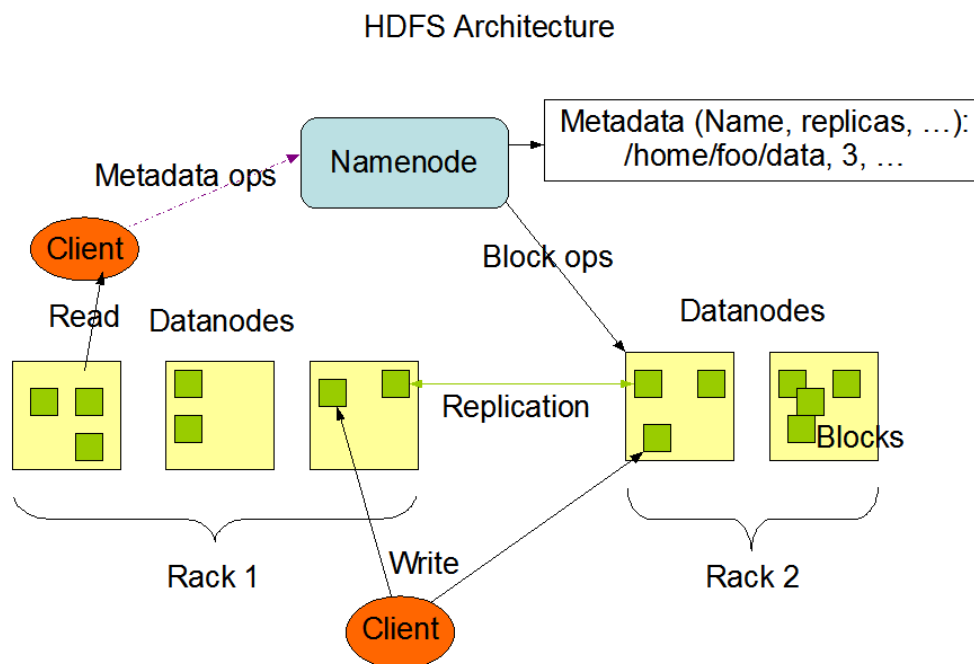 HDFS Architecture
Metadata (Name, replicas, …):
/home/foo/data, 3, …
Namenode
Metadata ops
Client
Block ops
Read
Datanodes
Datanodes
Replication
Blocks
Rack 1
Write
Rack 2
Client